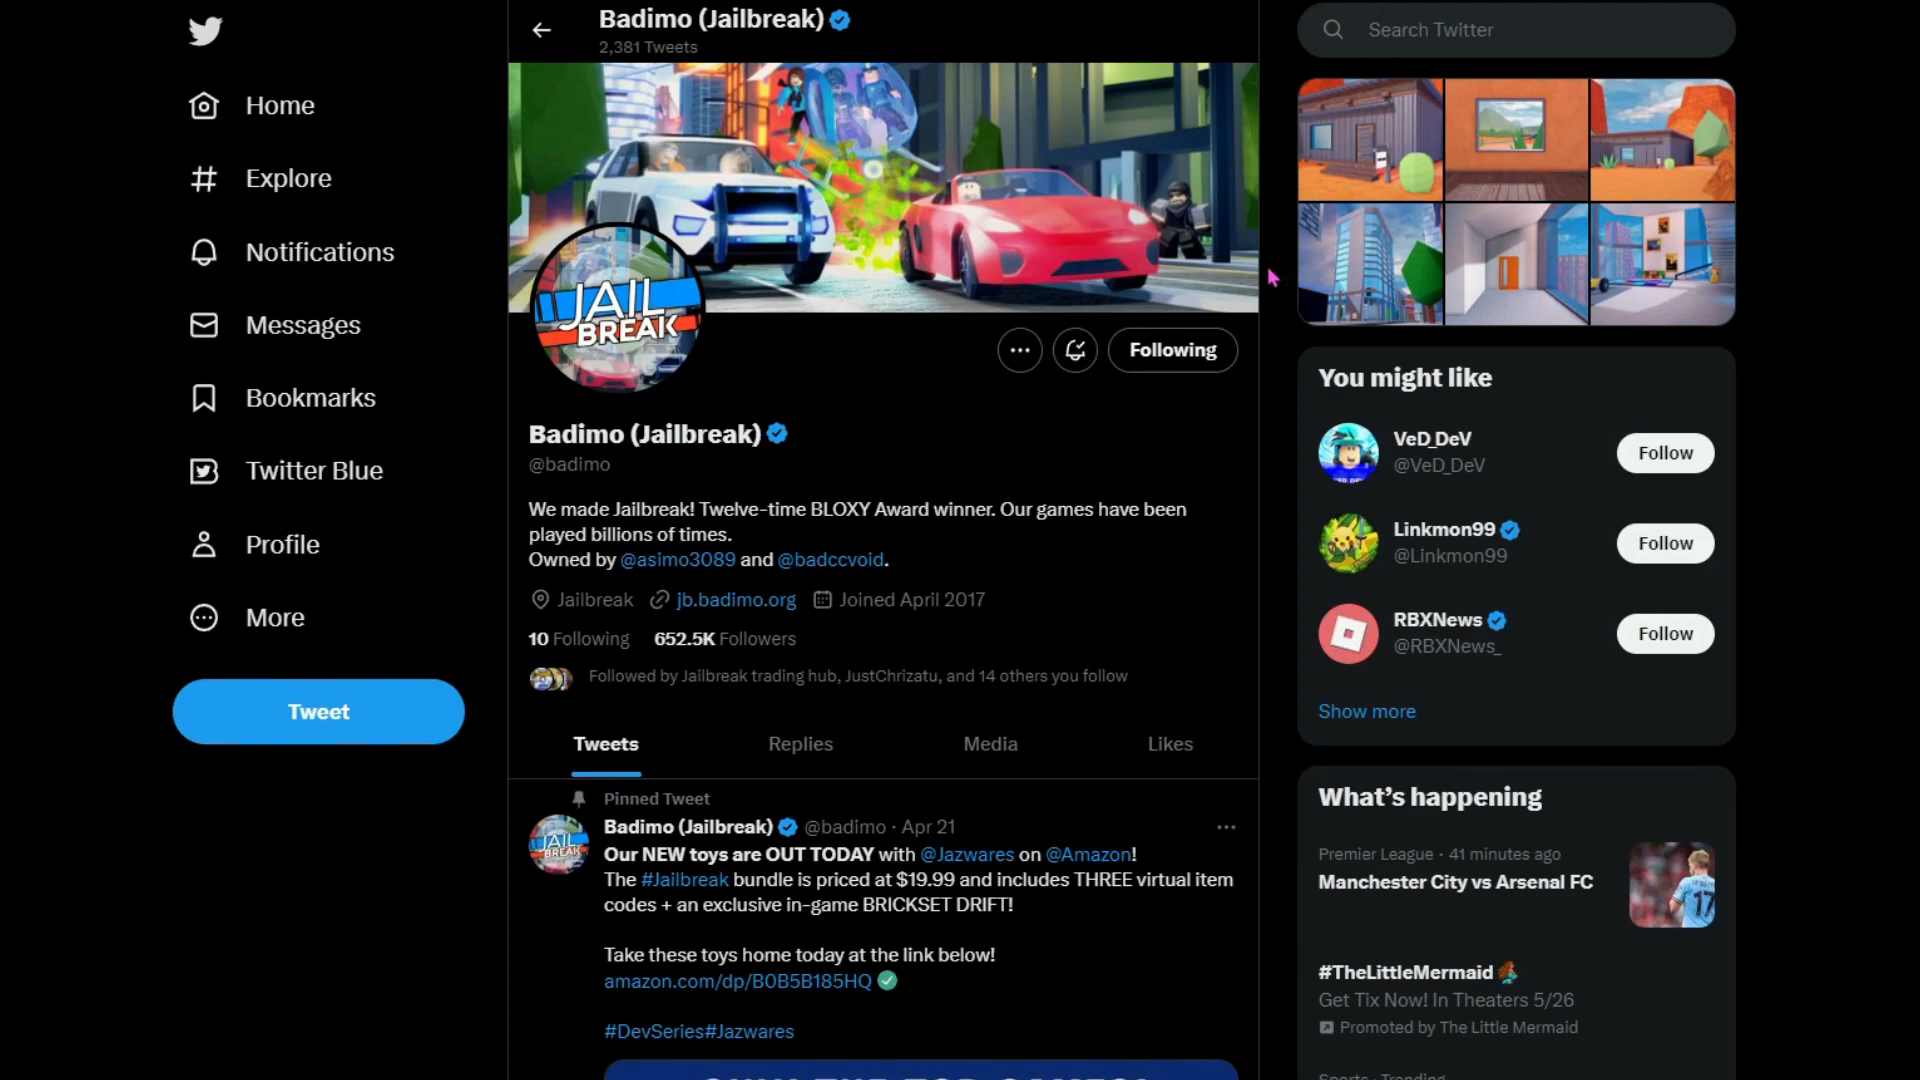 Home
Explore
Notifications
Messages
Bookmarks
Twitter Blue
Profile
More
Tweet
Badimo (Jailbreak)
2,381 Tweets
JAIL
BREAK
Following
Badimo (Jailbreak)
@badimo
We made Jailbreak! Twelve-time BLOXY Award winner. Our games have been
played billions of times.
Owned by @asimo3089 and @badccvoid.
Jailbreak jb.badimo.org Joined April 2017
10 Following 652.5K Followers
Followed by Jailbreak trading hub, JustChrizatu, and 14 others you follow
Tweets Replies Media Likes
Pinned Tweet
Badimo (Jailbreak) @badimo · Apr 21
JAIL
BREAK
Our NEW toys are OUT TODAY with @Jazwares on @Amazon!
The #Jailbreak bundle is priced at $19.99 and includes THREE virtual item
codes + an exclusive in-game BRICKSET DRIFT!
Take these toys home today at the link below!
amazon.com/dp/B0B5B185HQ
#DevSeries#Jazwares
Search Twitter
You might like
VeD_DeV
@VeD_DeV
Follow
Linkmon99
@Linkmon99
Follow
RBXNews
@RBXNews_
Follow
Show more
What's happening
Premier League · 41 minutes ago
Manchester City vs Arsenal FC
17
#TheLittleMermaid
Get Tix Now! In Theaters 5/26
Promoted by The Little Mermaid